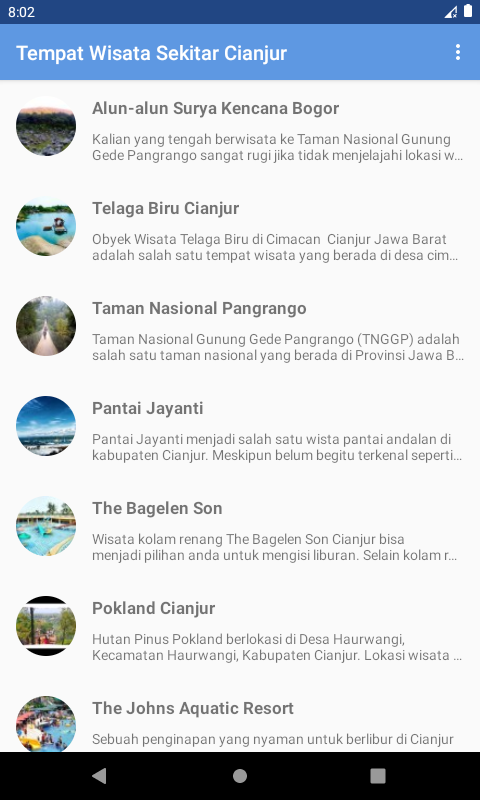 8:02
Tempat Wisata Sekitar Cianjur
Alun-alun Surya Kencana Bogor
Kalian yang tengah berwisata ke Taman Nasional Gunung
Gede Pangrango sangat rugi jika tidak menjelajahi lokasi w…
Telaga Biru Cianjur
Obyek Wisata Telaga Biru di Cimacan  Cianjur Jawa Barat
adalah salah satu tempat wisata yang berada di desa cim…
Taman Nasional Pangrango
Taman Nasional Gunung Gede Pangrango (TNGGP) adalah
salah satu taman nasional yang berada di Provinsi Jawa B…
Pantai Jayanti
Pantai Jayanti menjadi salah satu wista pantai andalan di
kabupaten Cianjur. Meskipun belum begitu terkenal seperti…
The Bagelen Son
Wisata kolam renang The Bagelen Son Cianjur bisa
menjadi pilihan anda untuk mengisi liburan. Selain kolam r…
Pokland Cianjur
Hutan Pinus Pokland berlokasi di Desa Haurwangi,
Kecamatan Haurwangi, Kabupaten Cianjur. Lokasi wisata …
The Johns Aquatic Resort
Sebuah penginapan yang nyaman untuk berlibur di Cianjur